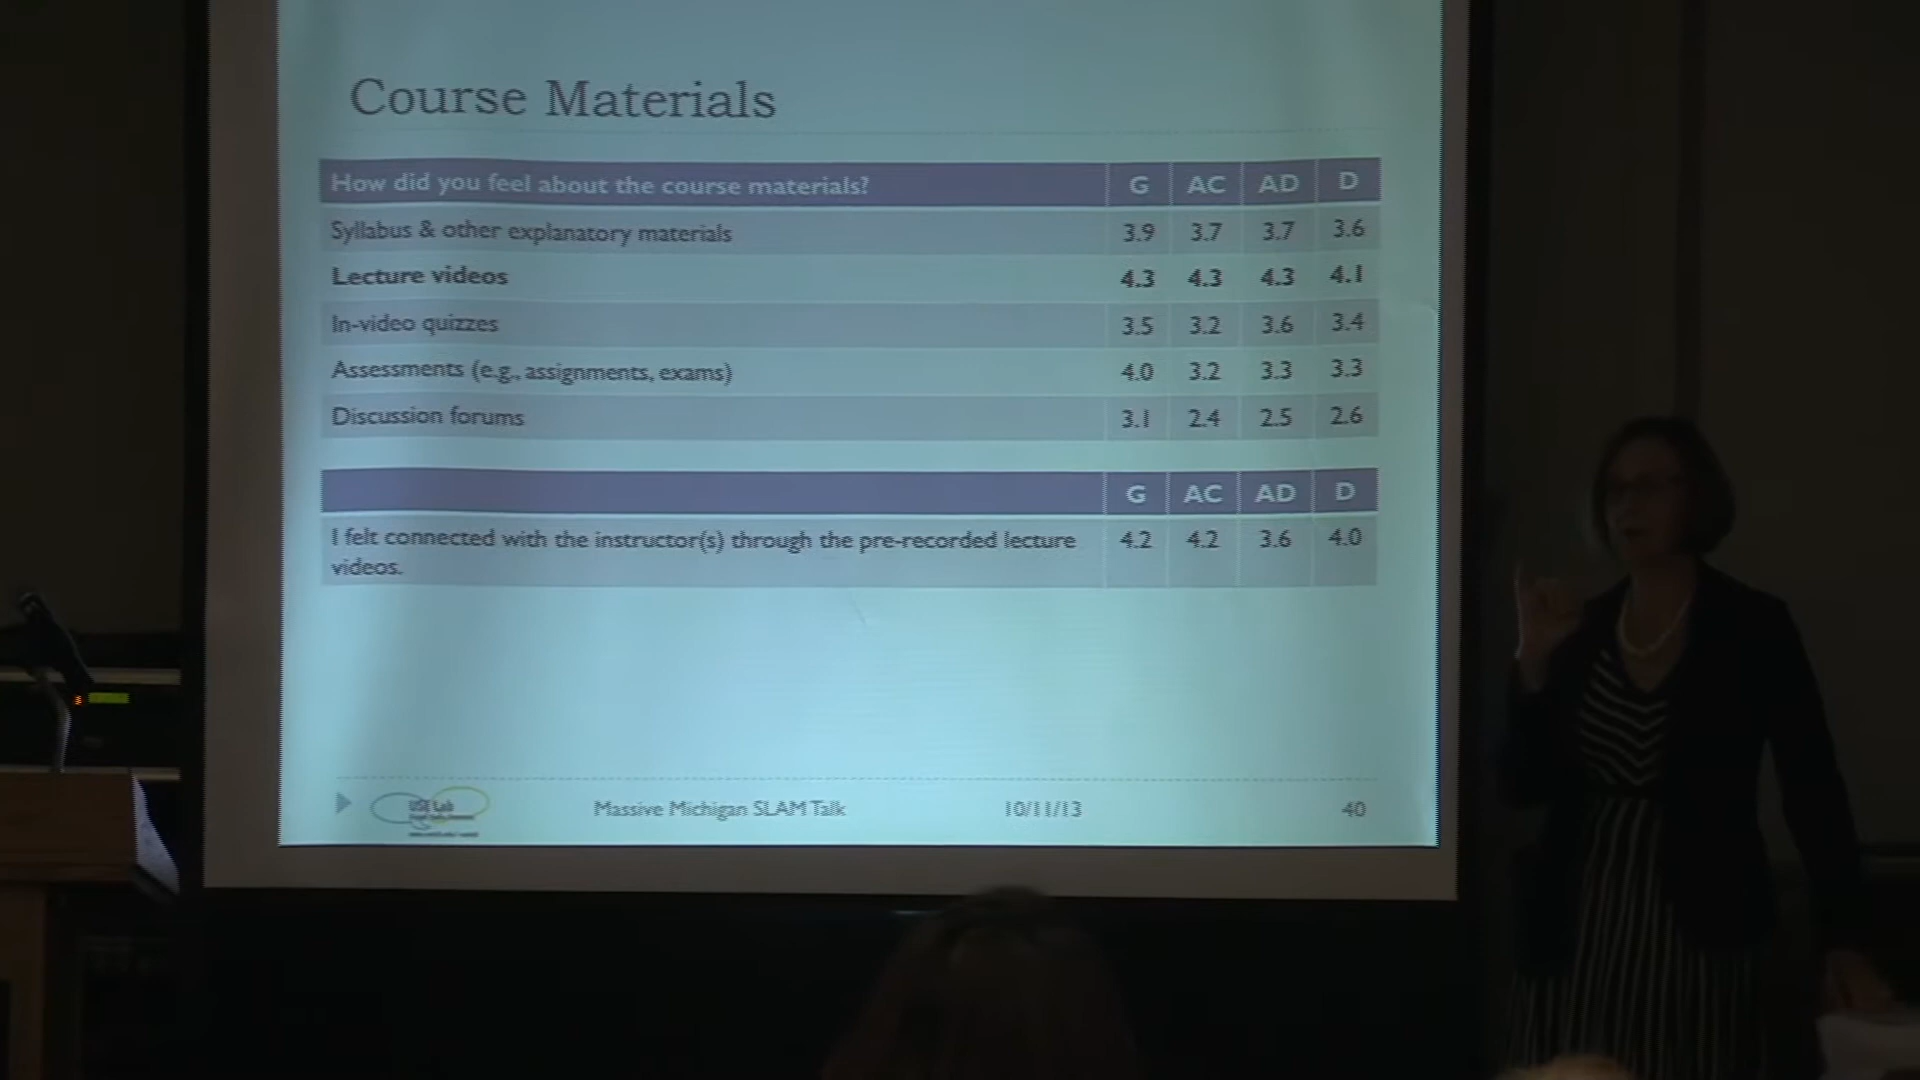 Course Materials
How did you feel about the course materials? G AC AD D
Syllabus & other explanatory materials 3.9 3.7 3.7 3.6
Lecture videos 4.3 4.3 4.3 4.1
In-video quizzes 3.5 3.2 3.6 3.4
Assessments (e.g., assignments, exams) 4.0 3.2 3.3 3.3
Discussion forums 3.1 2.4 2.5 2.6
G AC AD D
I felt connected with the instructor(s) through the pre-recorded lecture 4.2 4.2 3.6 4.0
videos.
USE Lab
Massive Michigan SLAM Talk 10/11/13 40